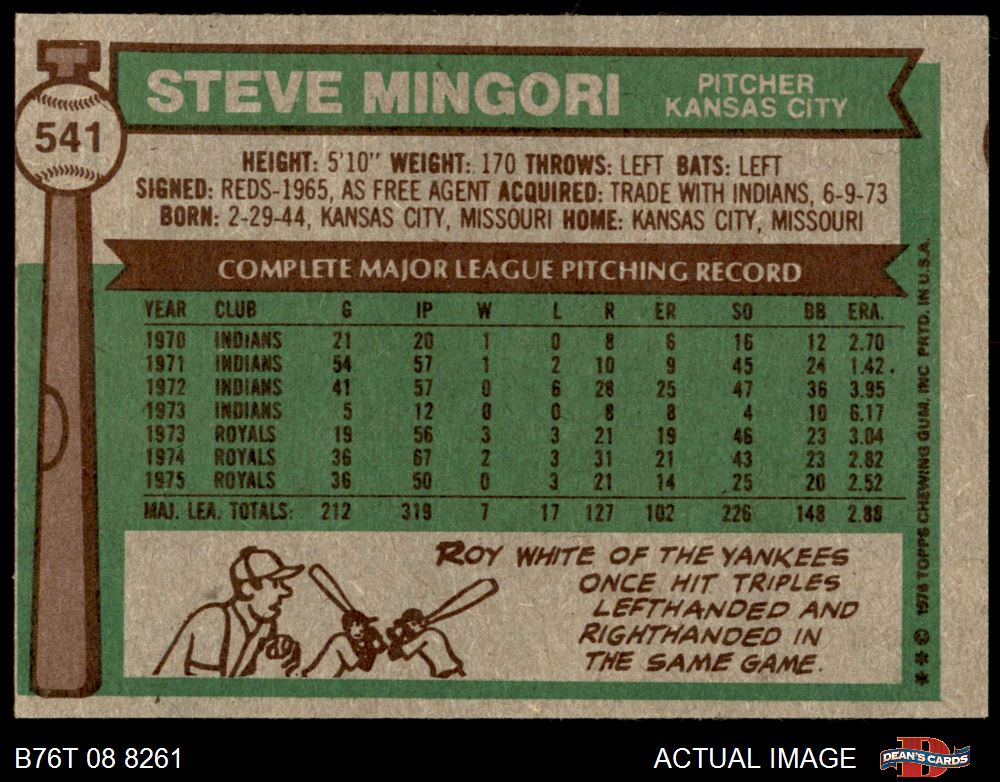 STEVE MINGORI
PITCHER
KANSAS CITY
541
HEIGHT: 5'10" WEIGHT: 170 THROWS: LEFT BATS: LEFT
SIGNED: REDS-1965, AS FREE AGENT ACQUIRED: TRADE WITH INDIANS, 6-9-73
BORN: 2-29-44, KANSAS CITY, MISSOURI HOME: KANSAS CITY, MISSOURI
COMPLETE MAJOR LEAGUE PITCHING RECORD
YEAR CLUB G IP W L R ER SO BB ERA.
1970 INDIANS 21 20 1 0 8 6 16 12 2.70
1971 INDIANS 54 57 1 2 10 9 45 24 1.42.
1972 INDIANS 41 57 0 6 28 25 47 36 3.95
1973 INDIANS 5 12 0 0 8 8 4 10 6.17
1973 ROYALS 19 56 3 3 21 19 46 23 3.04
1974 ROYALS 36 67 2 3 31 21 43 23 2.82
1975 ROYALS 36 50 0 3 21 14 25 20 2.52
MAJ. LEA. TOTALS: 212 319 7 17 127 102 226 148 2.88
ROY WHITE OF THE YANKEES
ONCE HIT TRIPLES
LEFTHANDED AND
RIGHTHANDED IN
THE SAME GAME.
✱ ✱ © 1976 TOPPS CHEWING GUM, INC PRTD. IN U.S.A.
B76T 08 8261
ACTUAL IMAGE
D
DEAN'S CARDS